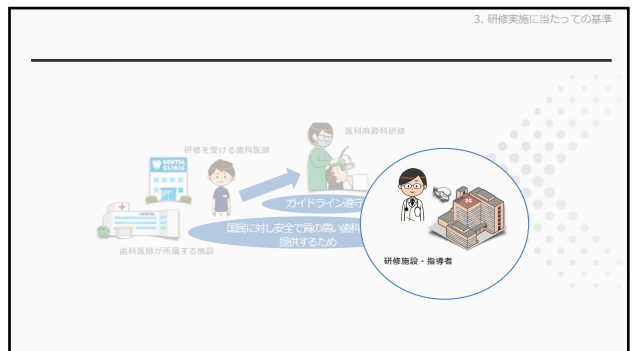 3. 研修実施に当たっての基準
医科麻酔科研修
研修を受ける歯科医師
DENTAL
CLINIC
DENTAL
ガイドライン遵守
国民に対し安全で質の高い歯科
提供するため
歯科医師が所属する施設
研修施設・指導者